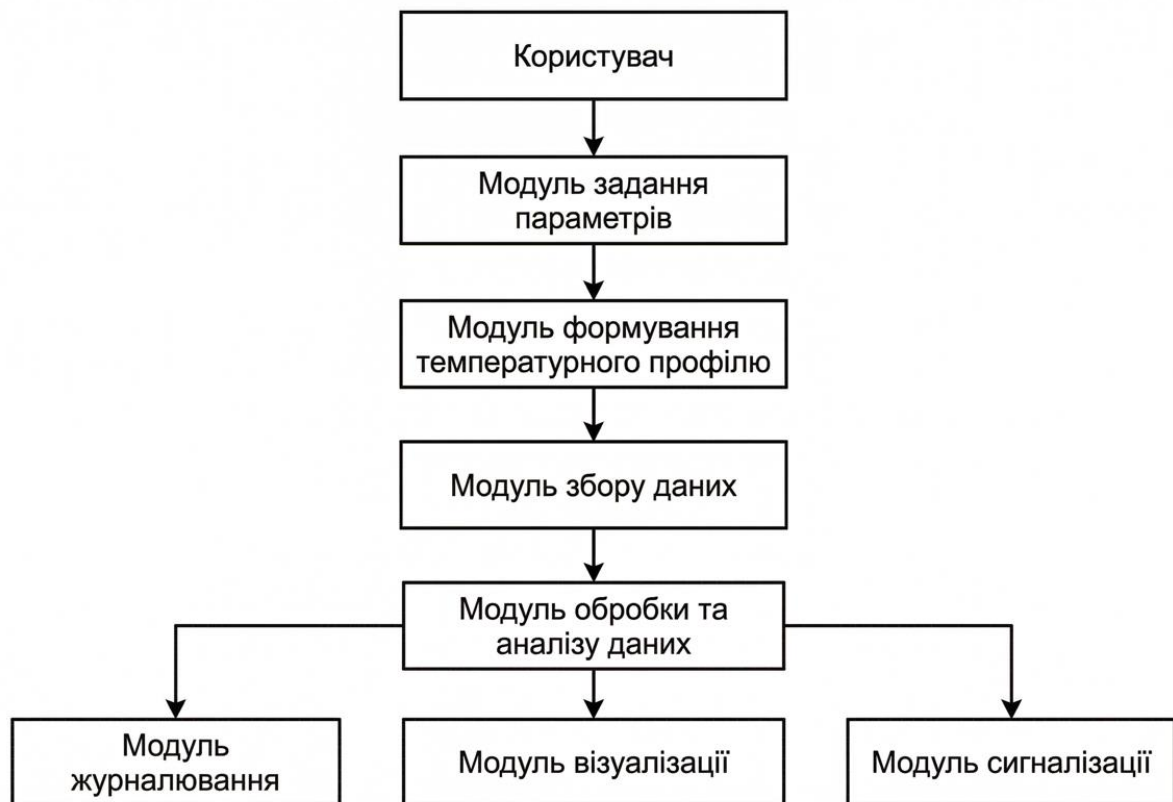 Користувач
Модуль задання
параметрів
Модуль формування
температурного профілю
Модуль збору даних
Модуль обробки та
аналізу даних
Модуль
журналювання
Модуль візуалізації
Модуль сигналізації